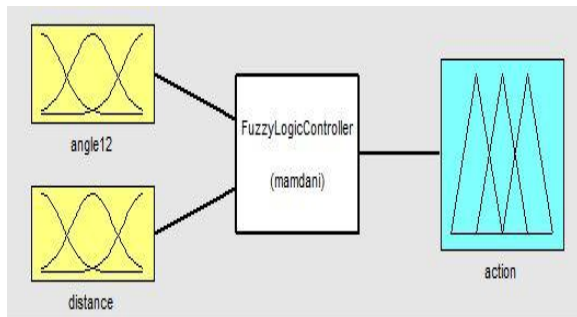 angle12
distance
FuzzyLogicController
(mamdani)
action